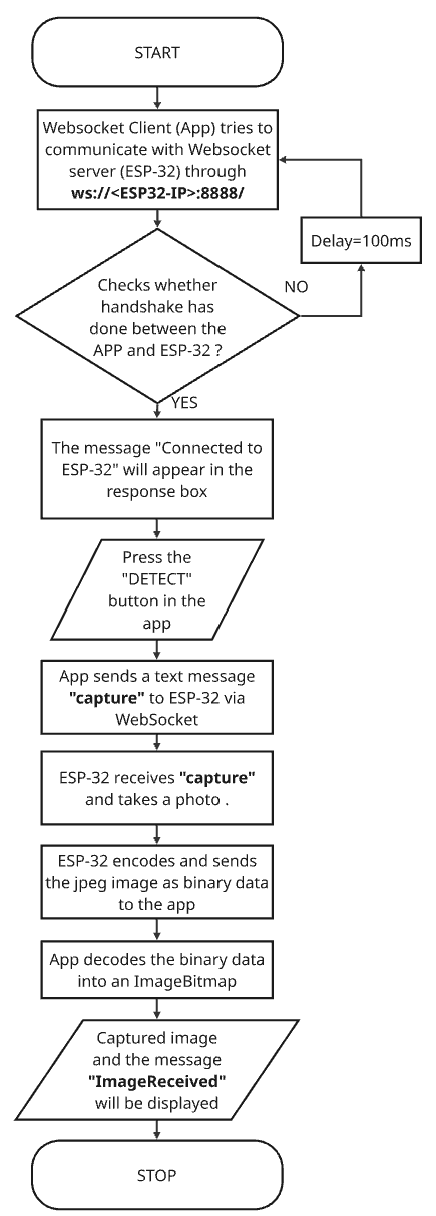 START
Websocket Client (App) tries to
communicate with Websocket
server (ESP-32) through
ws://<ESP32-IP>:8888/
Delay=100ms
NO
Checks whether
handshake has
done between the
APP and ESP-32 ?
YES
The message "Connected to
ESP-32" will appear in the
response box
Press the
"DETECT"
button in the
app
App sends a text message
"capture" to ESP-32 via
WebSocket
ESP-32 receives "capture"
and takes a photo .
ESP-32 encodes and sends
the jpeg image as binary data
to the app
App decodes the binary data
into an ImageBitmap
Captured image
and the message
"ImageReceived"
will be displayed
STOP